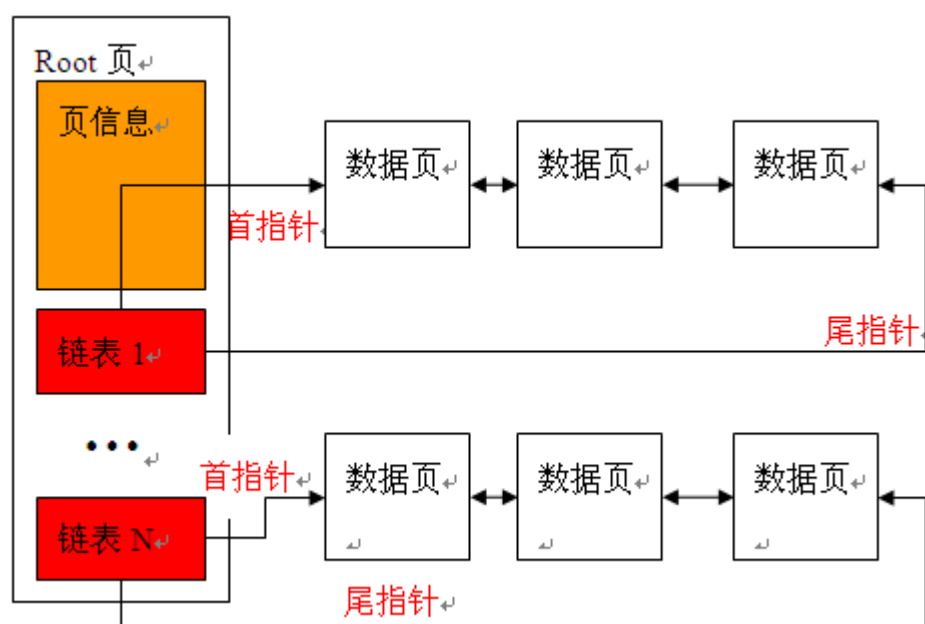 Root 页
页信息
数据页 数据页 数据页
首指针
尾指针
链表 1
•••
首指针
数据页 数据页 数据页
链表 N
尾指针